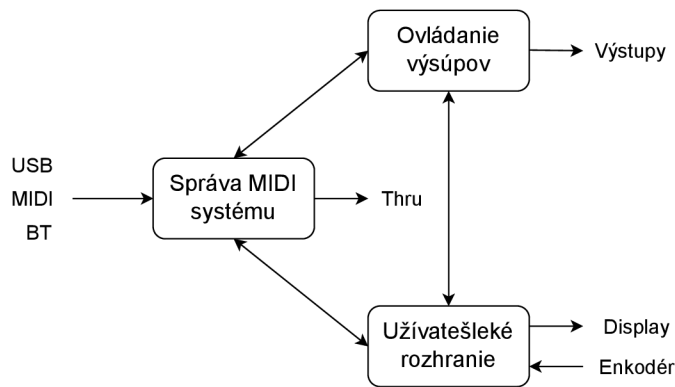 Ovládanie
výsúpov
Výstupy
USB
MIDI
BT
Správa MIDI
systému
Thru
Užívatešleké
rozhranie
Display
Enkodér